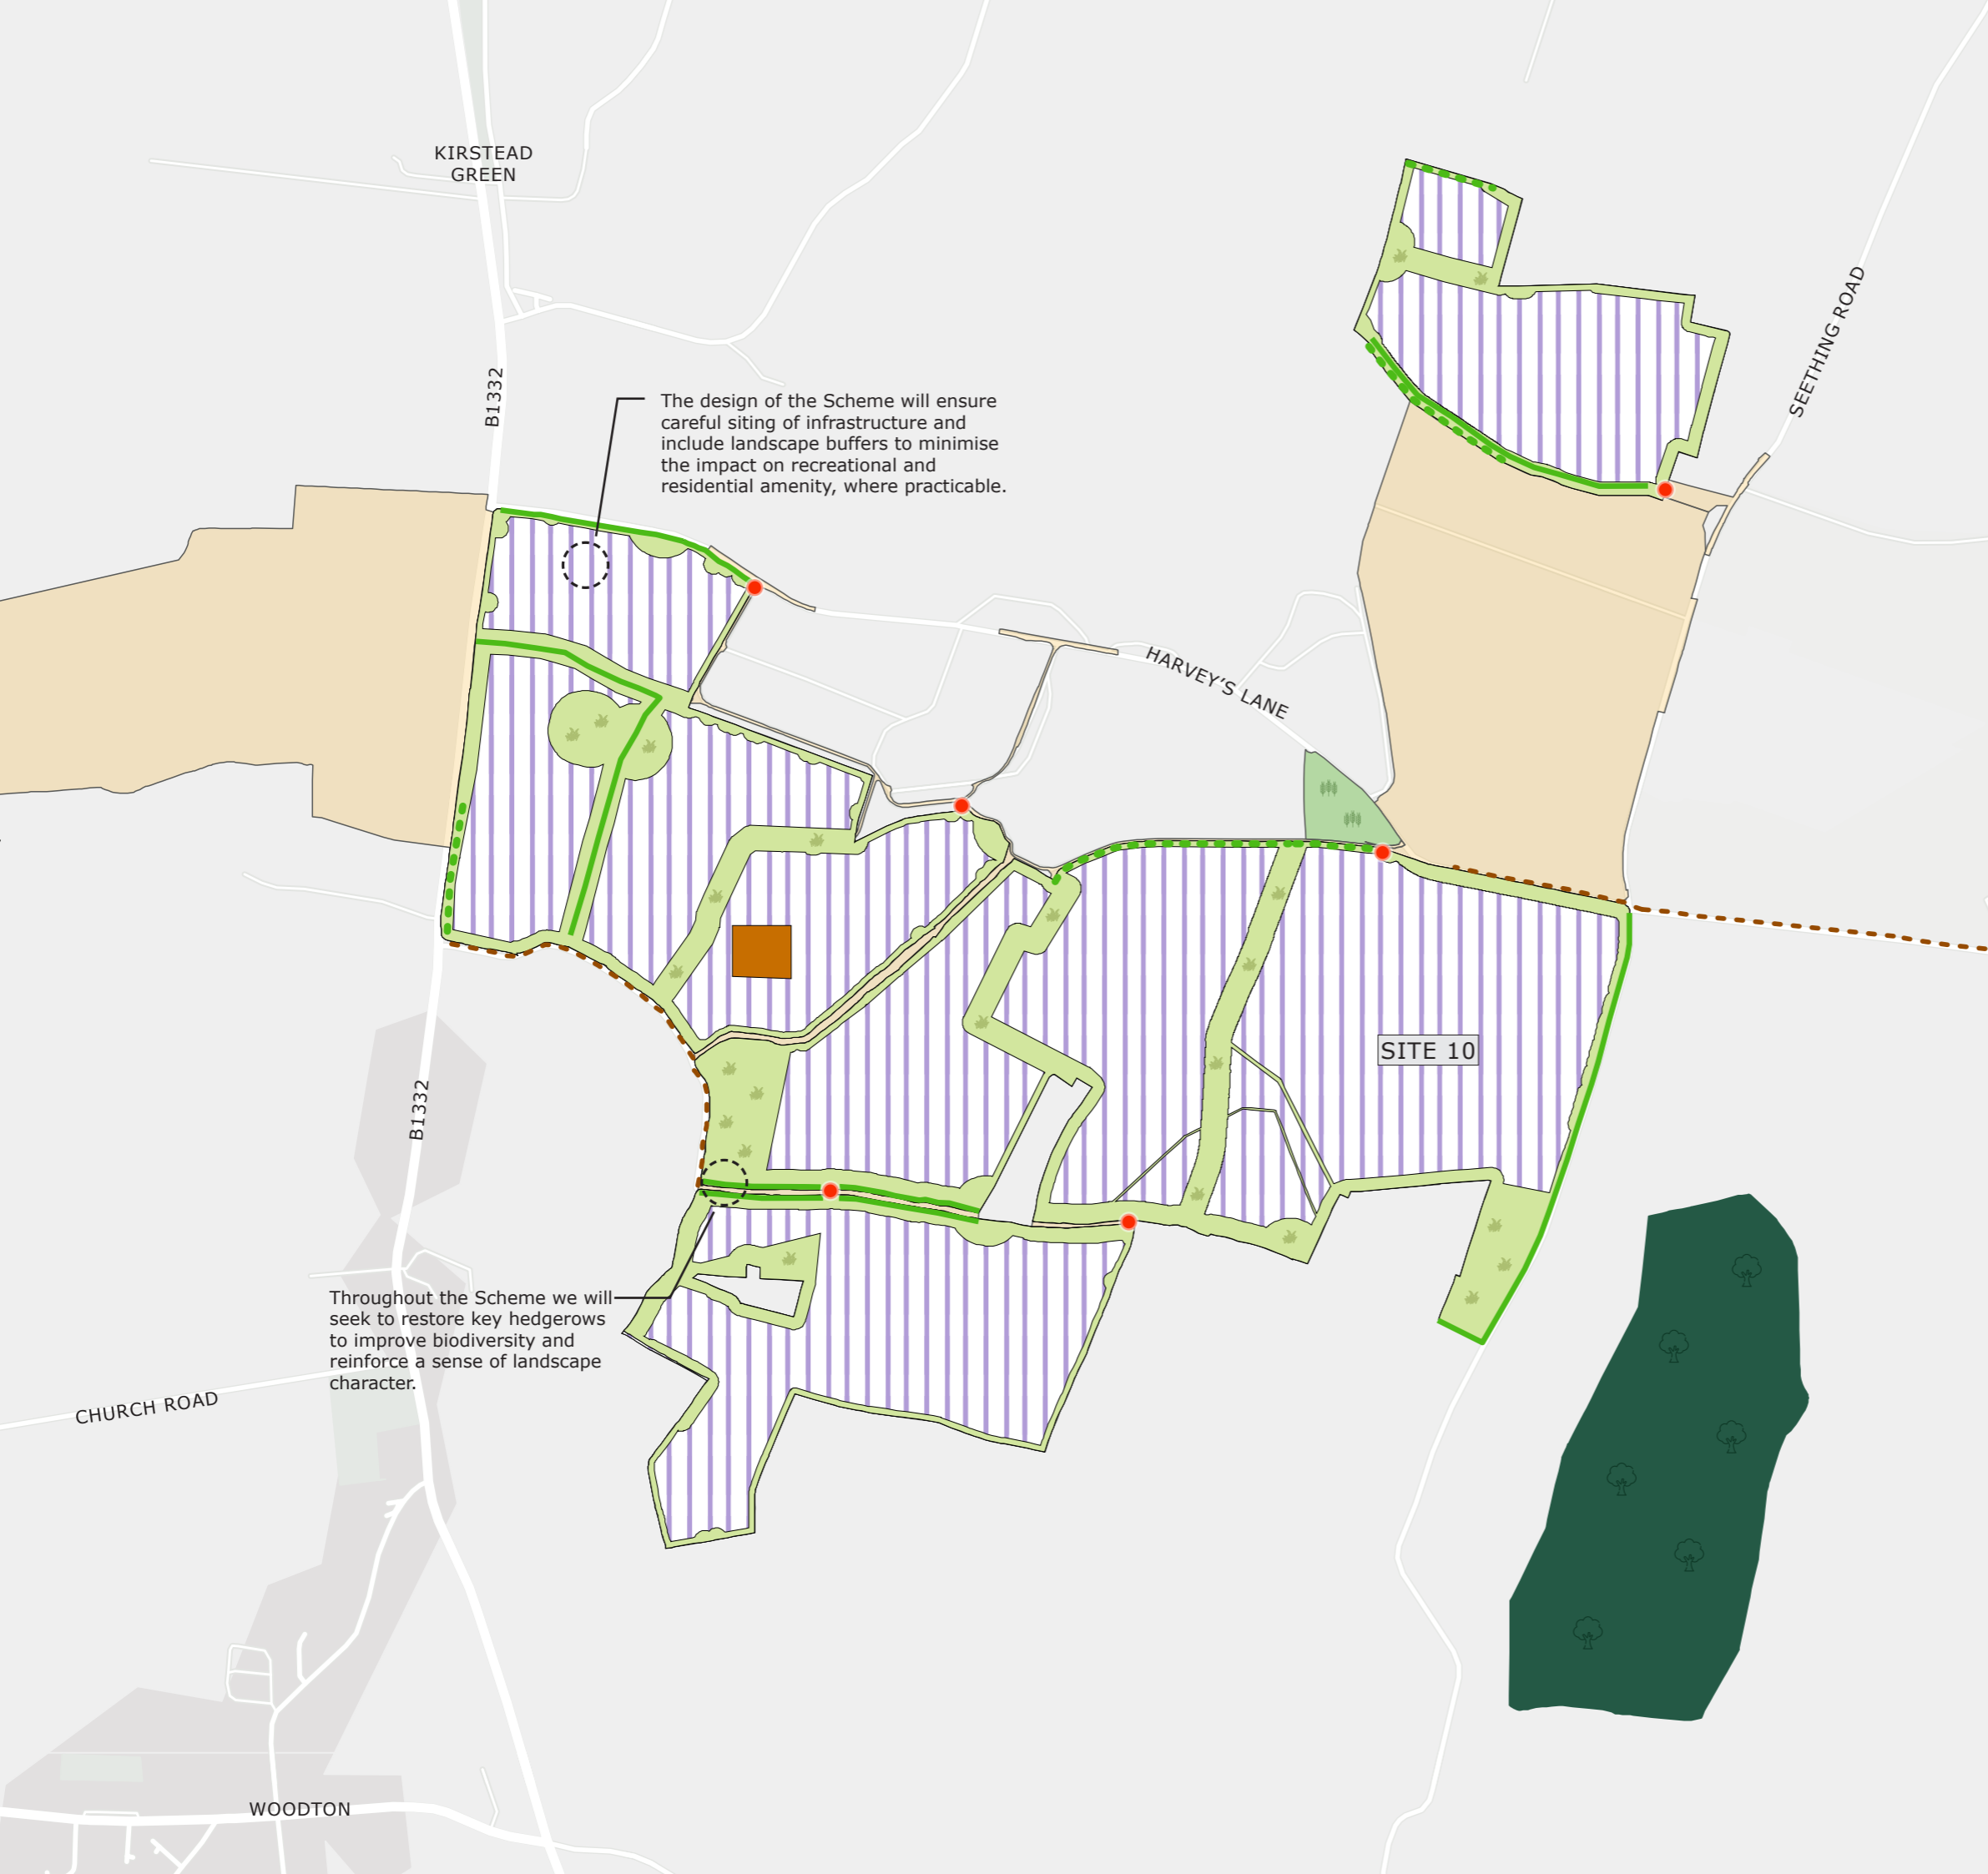 KIRSTEAD
GREEN
B1332
SEETHING ROAD
The design of the Scheme will ensure
careful siting of infrastructure and
include landscape buffers to minimise
the impact on recreational and
residential amenity, where practicable.
HARVEY’S LANE
SITE 10
B1332
Throughout the Scheme we will
seek to restore key hedgerows
to improve biodiversity and
reinforce a sense of landscape
character.
CHURCH ROAD
WOODTON